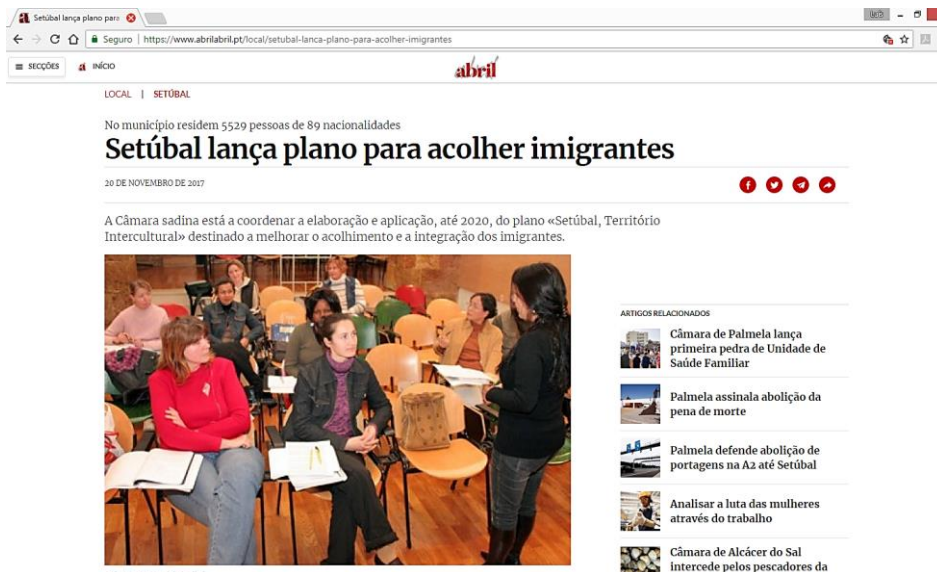 Setúbal lança plano para
Seguro | https://www.abrilabril.pt/local/setubal-lanca-plano-para-acolher-imigrantes
SECÇÕES
INÍCIO
abril
LOCAL | SETÚBAL
No município residem 5529 pessoas de 89 nacionalidades
Setúbal lança plano para acolher imigrantes
20 DE NOVEMBRO DE 2017
A Câmara sadina está a coordenar a elaboração e aplicação, até 2020, do plano «Setúbal, Território
Intercultural» destinado a melhorar o acolhimento e a integração dos imigrantes.
ARTIGOS RELACIONADOS
Câmara de Palmela lança
primeira pedra de Unidade de
Saúde Familiar
Palmela assinala abolição da
pena de morte
Palmela defende abolição de
portagens na A2 até Setúbal
Analisar a luta das mulheres
através do trabalho
Câmara de Alcácer do Sal
intercede pelos pescadores da